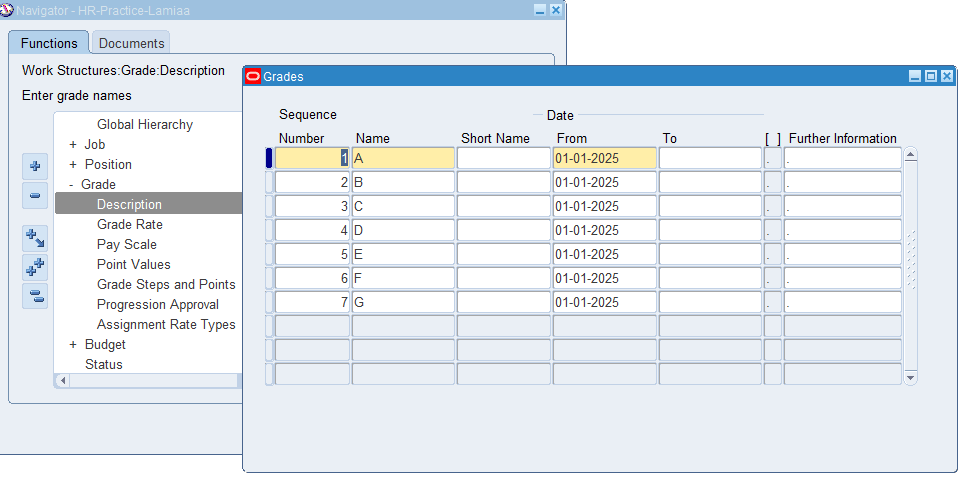 Navigator - HR-Practice-Lamiaa
Functions
Documents
Work Structures:Grade:Description
Enter grade names
Global Hierarchy
+ Job
+ Position
- Grade
Description
Grade Rate
Pay Scale
Point Values
Grade Steps and Points
Progression Approval
Assignment Rate Types
+ Budget
Status
Grades
Sequence Date
Number Name Short Name From To [ ] Further Information
1 A 01-01-2025 . .
2 B 01-01-2025 . .
3 C 01-01-2025 . .
4 D 01-01-2025 . .
5 E 01-01-2025 . .
6 F 01-01-2025 . .
7 G 01-01-2025 . .